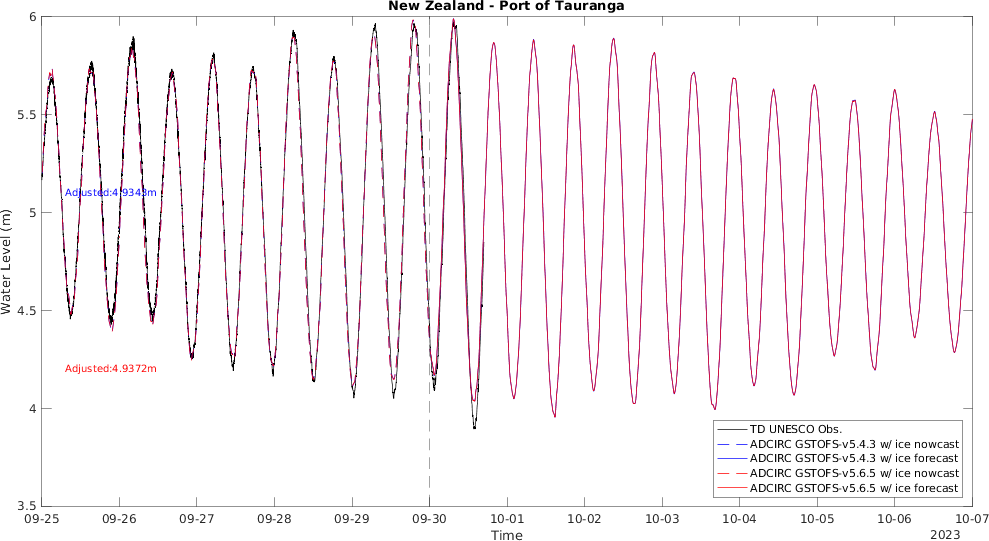 New Zealand - Port of Tauranga
6
5.5
5
4.5
4
3.5
Water Level (m)
Adjusted:4.9343m
Adjusted:4.9372m
TD UNESCO Obs.
ADCIRC GSTOFS-v5.4.3 w/ ice nowcast
ADCIRC GSTOFS-v5.4.3 w/ ice forecast
ADCIRC GSTOFS-v5.6.5 w/ ice nowcast
ADCIRC GSTOFS-v5.6.5 w/ ice forecast
09-25 09-26 09-27 09-28 09-29 09-30 10-01 10-02 10-03 10-04 10-05 10-06 10-07
Time
2023